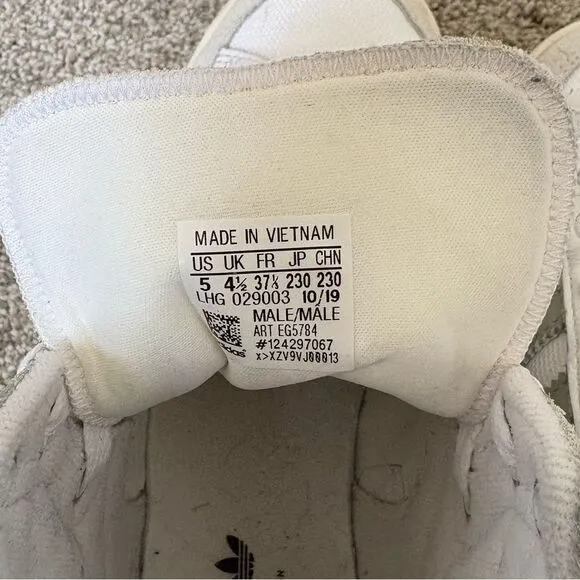 MADE IN VIETNAM
US UK FR JP CHN
5 4½ 37⅓ 230 230
LHG 029003 10/19
MALE/MÂLE
ART EG5784
#124297067
X>XZV9VJ00013